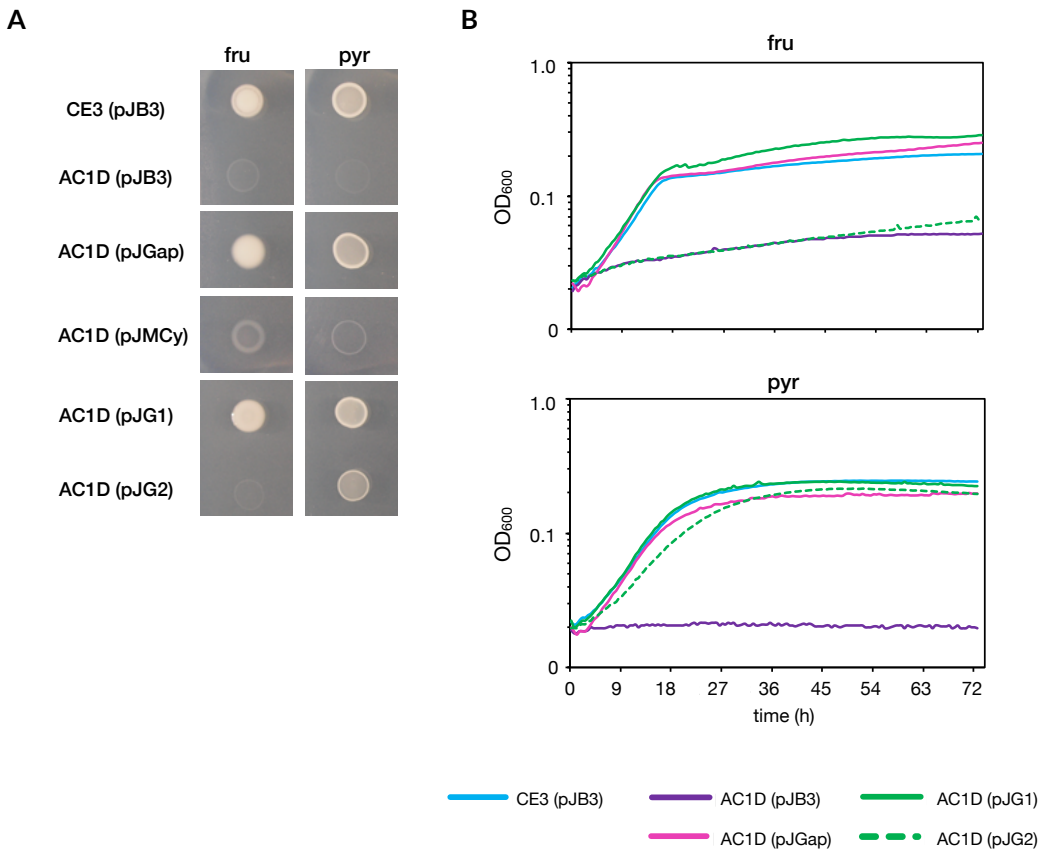 A
fru pyr
CE3 (pJB3)
AC1D (pJB3)
AC1D (pJGap)
AC1D (pJMCy)
AC1D (pJG1)
AC1D (pJG2)
B
fru
1.0
0.1
0
OD600
pyr
1.0
0.1
0
OD600
0 9 18 27 36 45 54 63 72
time (h)
CE3 (pJB3) AC1D (pJB3) AC1D (pJG1)
AC1D (pJGap) AC1D (pJG2)